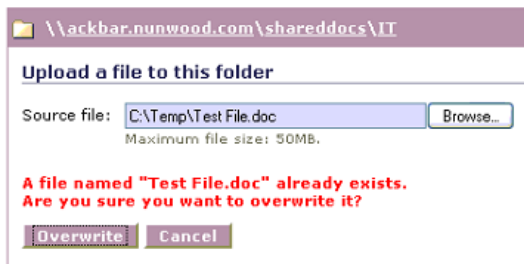 \\ackbar.nunwood.com\shareddocs\IT
Upload a file to this folder
Source file: C:\Temp\Test File.doc Browse...
Maximum file size: 50MB.
A file named "Test File.doc" already exists.
Are you sure you want to overwrite it?
Overwrite Cancel